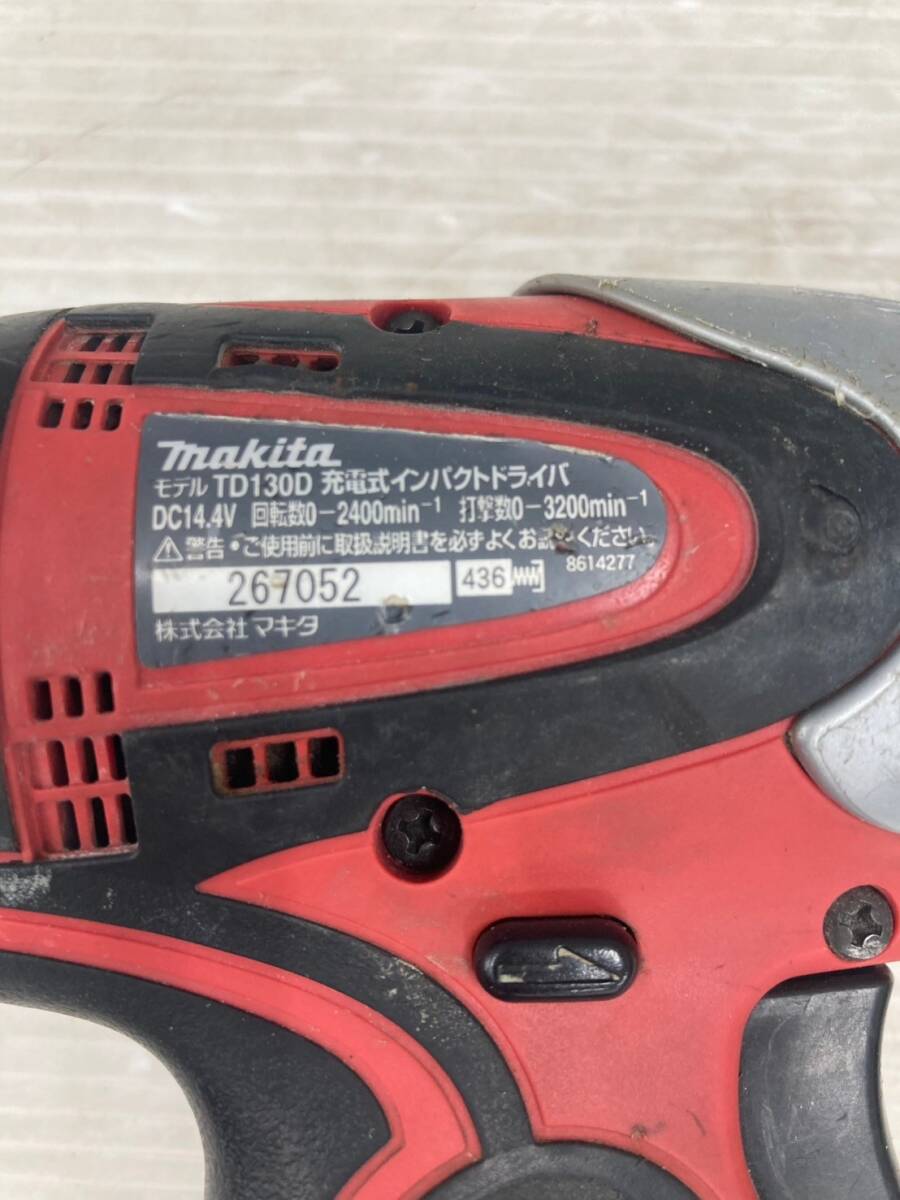 makita
モデル TD130D 充電式インパクトドライバ
DC14.4V 回転数0-2400min-1 打撃数0-3200min-1
警告・ご使用前に取扱説明書を必ずよくお読みください。
8614277
267052 436
株式会社マキタ